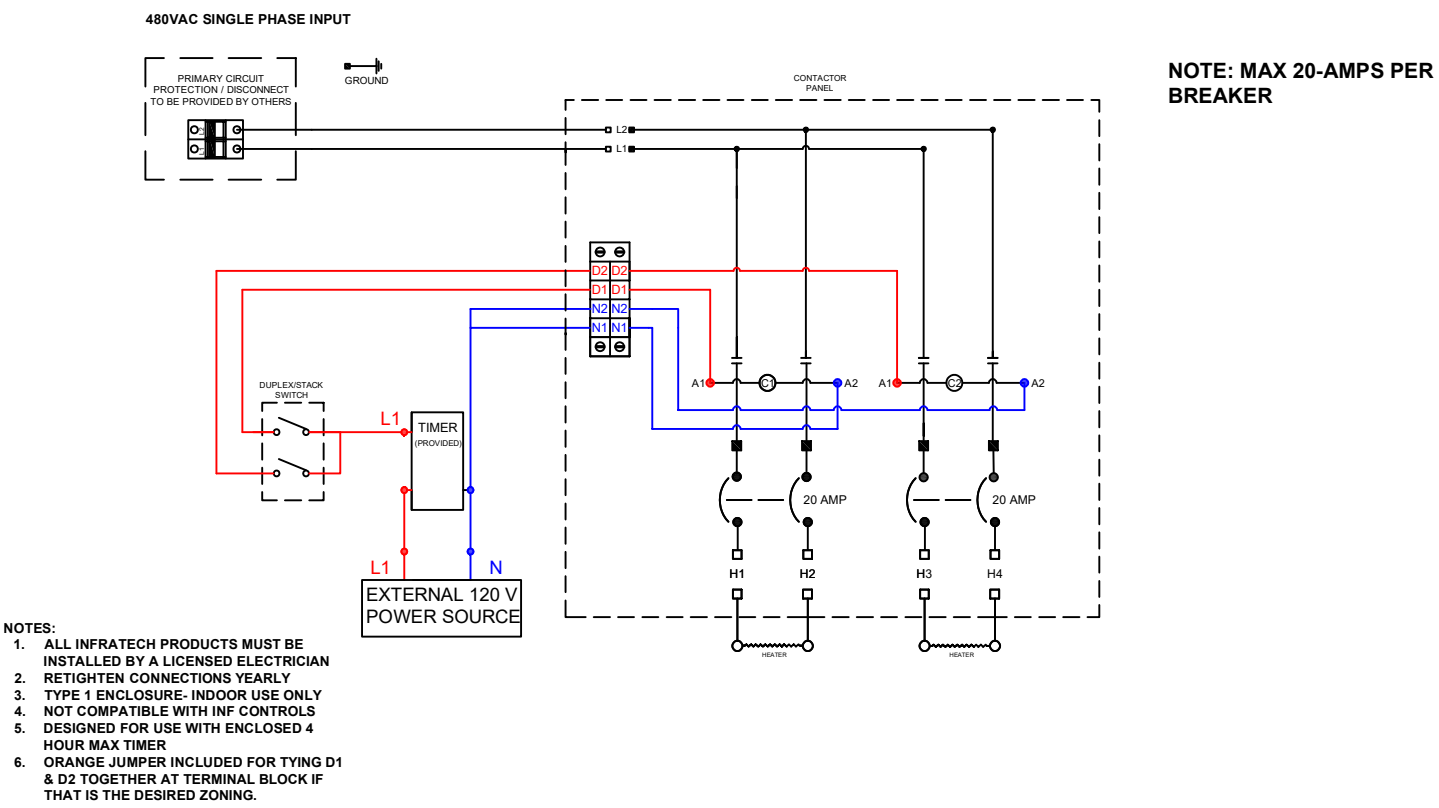 480VAC SINGLE PHASE INPUT
PRIMARY CIRCUIT
PROTECTION / DISCONNECT
TO BE PROVIDED BY OTHERS
L2
L1
GROUND
CONTACTOR
PANEL
NOTE: MAX 20-AMPS PER
BREAKER
L2
L1
D2 D2
D1 D1
N2 N2
N1 N1
A1 C1 A2
A1 C2 A2
DUPLEX/STACK
SWITCH
L1
TIMER
(PROVIDED)
L1
N
EXTERNAL 120 V
POWER SOURCE
20 AMP
20 AMP
H1
H2
H3
H4
HEATER
HEATER
NOTES:
1. ALL INFRATECH PRODUCTS MUST BE
INSTALLED BY A LICENSED ELECTRICIAN
2. RETIGHTEN CONNECTIONS YEARLY
3. TYPE 1 ENCLOSURE- INDOOR USE ONLY
4. NOT COMPATIBLE WITH INF CONTROLS
5. DESIGNED FOR USE WITH ENCLOSED 4
HOUR MAX TIMER
6. ORANGE JUMPER INCLUDED FOR TYING D1
& D2 TOGETHER AT TERMINAL BLOCK IF
THAT IS THE DESIRED ZONING.